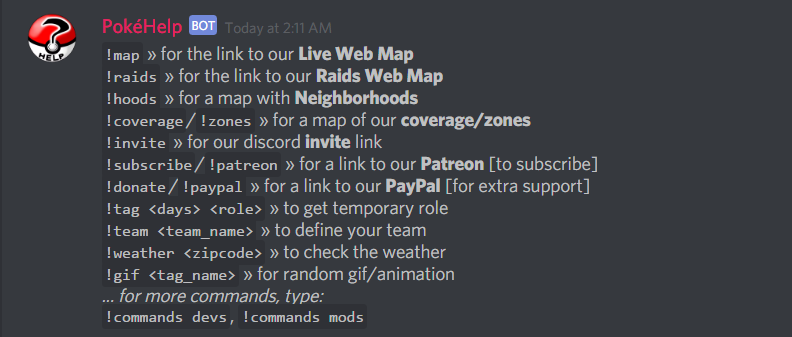 HELP
PokéHelp BOT Today at 2:11 AM
!map » for the link to our Live Web Map
!raids » for the link to our Raids Web Map
!hoods » for a map with Neighborhoods
!coverage / !zones » for a map of our coverage/zones
!invite » for our discord invite link
!subscribe / !patreon » for a link to our Patreon [to subscribe]
!donate / !paypal » for a link to our PayPal [for extra support]
!tag <days> <role> » to get temporary role
!team <team_name> » to define your team
!weather <zipcode> » to check the weather
!gif <tag_name> » for random gif/animation
... for more commands, type:
!commands devs, !commands mods